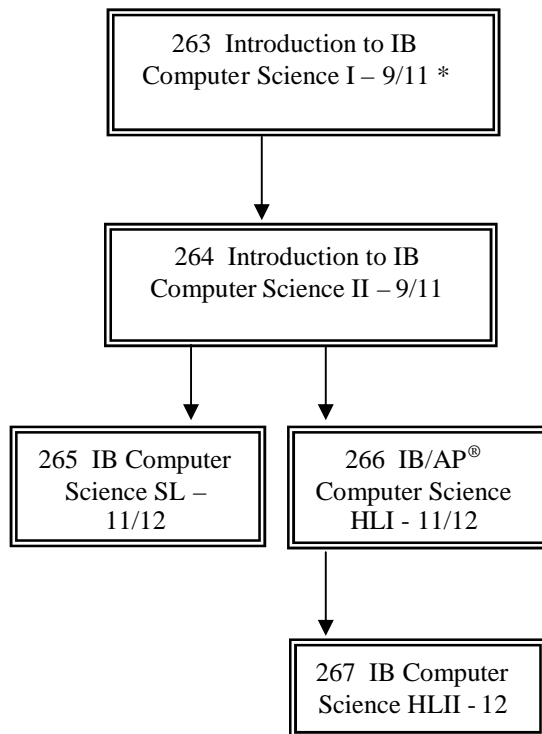 263 Introduction to IB
Computer Science I – 9/11 *
264 Introduction to IB
Computer Science II – 9/11
265 IB Computer
Science SL –
11/12
266 IB/AP®
Computer Science
HLI - 11/12
267 IB Computer
Science HLII - 12